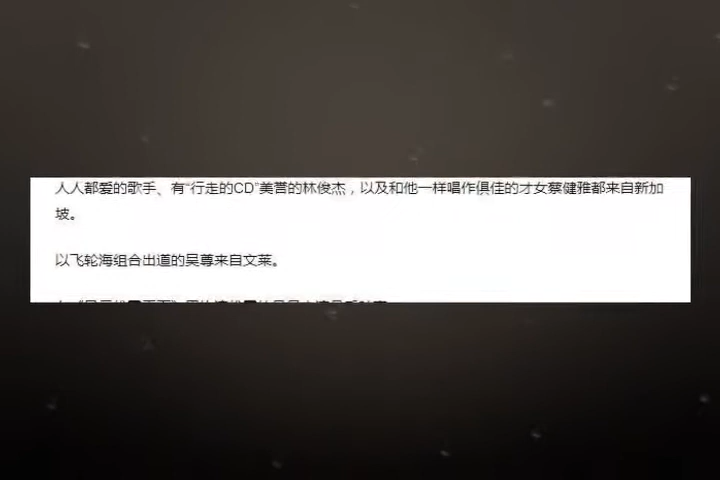 人人都爱的歌手、有“行走的CD”美誉的林俊杰，以及和他一样唱作俱佳的才女蔡健雅都来自新加
坡。
以飞轮海组合出道的吴尊来自文莱。